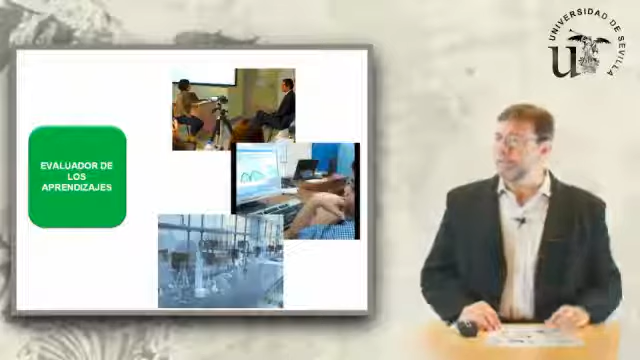 UNIVERSIDAD DE SEVILLA
U
EVALUADOR DE
LOS
APRENDIZAJES